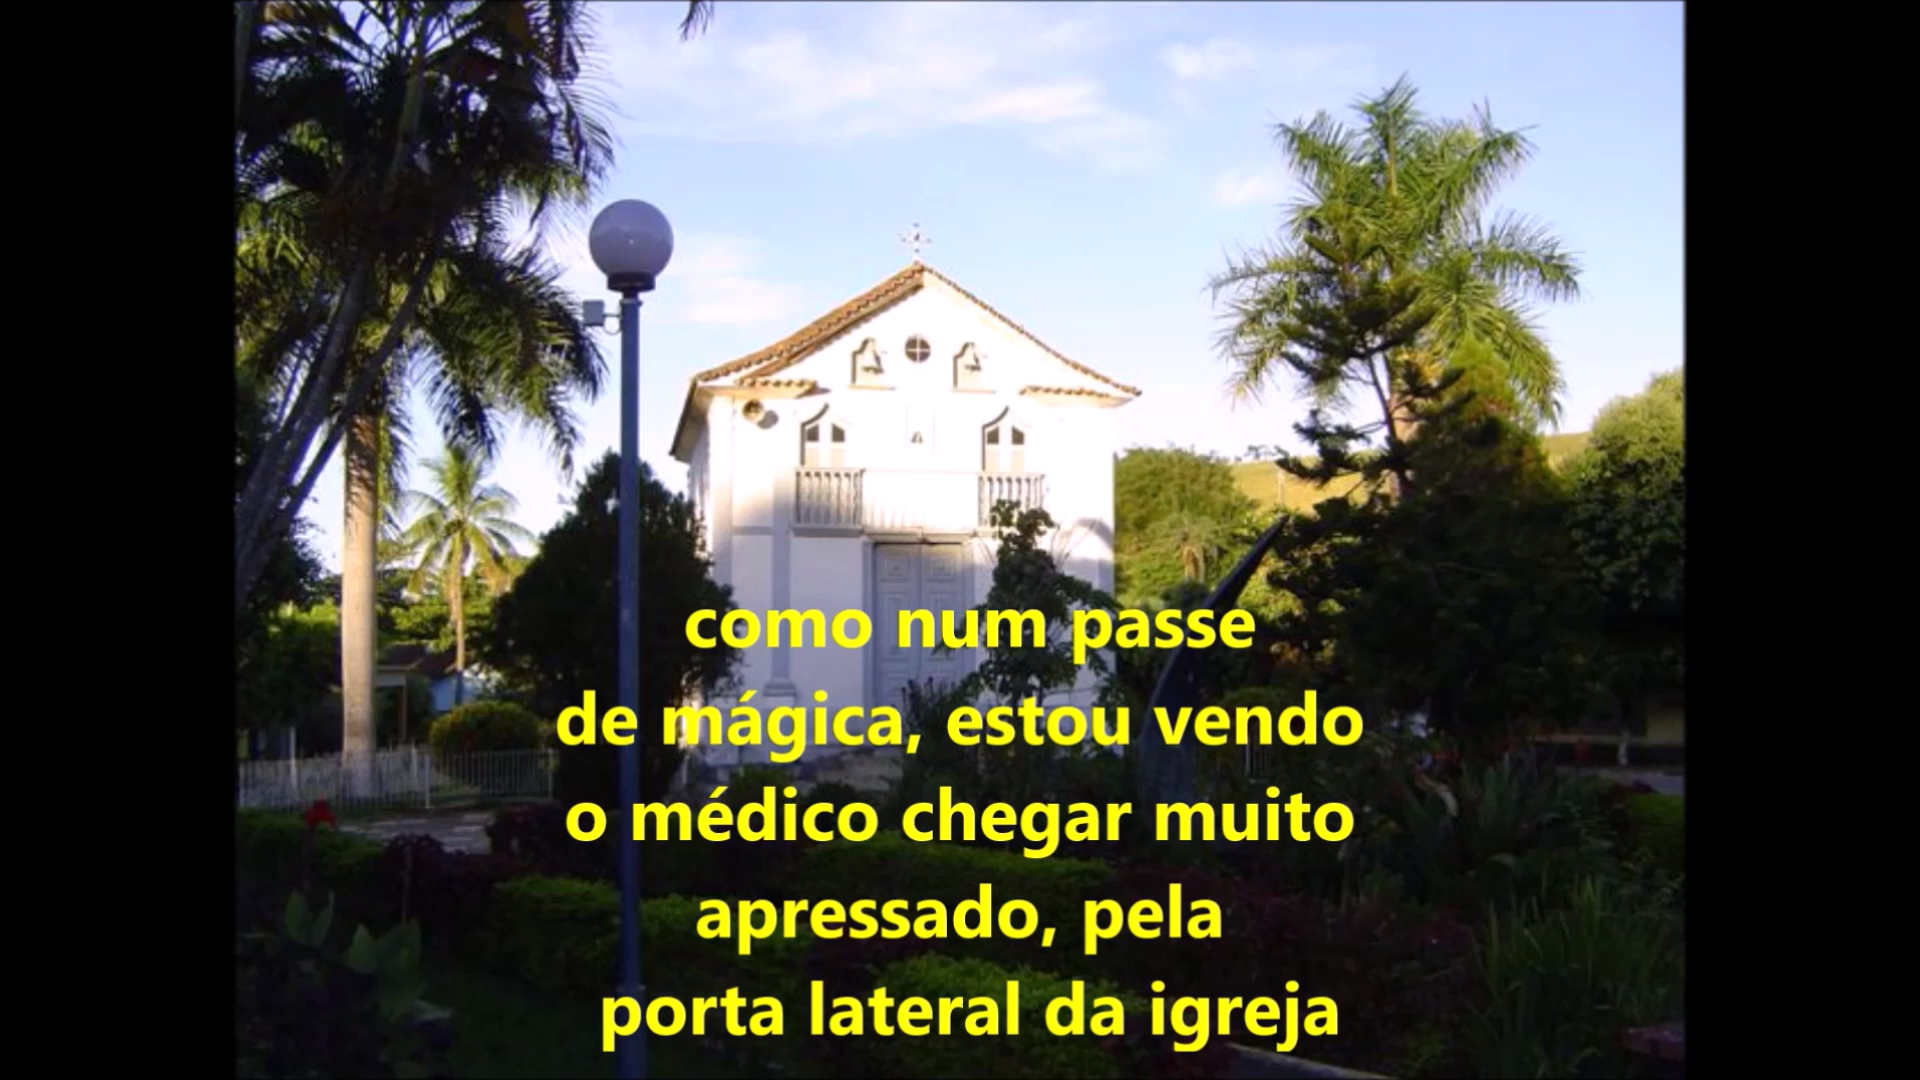 como num passe
de mágica, estou vendo
o médico chegar muito
apressado, pela
porta lateral da igreja